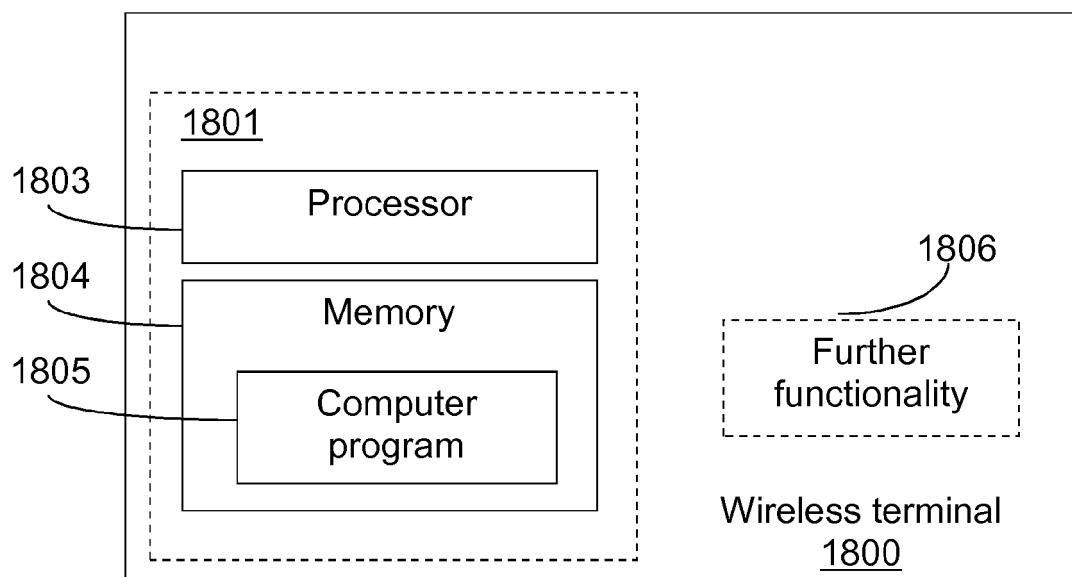 1801
1803
Processor
1804
Memory
1805
Computer
program
1806
Further
functionality
Wireless terminal
1800